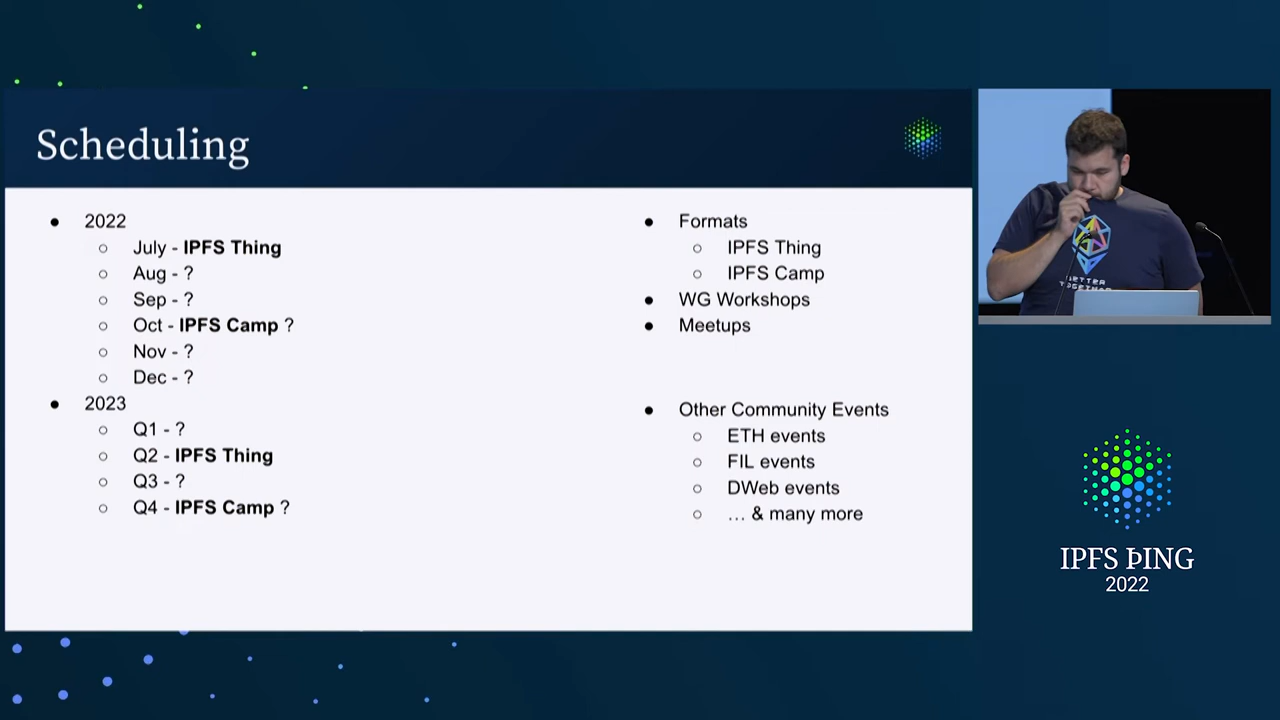 Scheduling
● 2022
○ July - IPFS Thing
○ Aug - ?
○ Sep - ?
○ Oct - IPFS Camp ?
○ Nov - ?
○ Dec - ?
● 2023
○ Q1 - ?
○ Q2 - IPFS Thing
○ Q3 - ?
○ Q4 - IPFS Camp ?
● Formats
○ IPFS Thing
○ IPFS Camp
● WG Workshops
● Meetups
● Other Community Events
○ ETH events
○ FIL events
○ DWeb events
○ … & many more
BETTER
TOGETHER
IPFS ÞING
2022